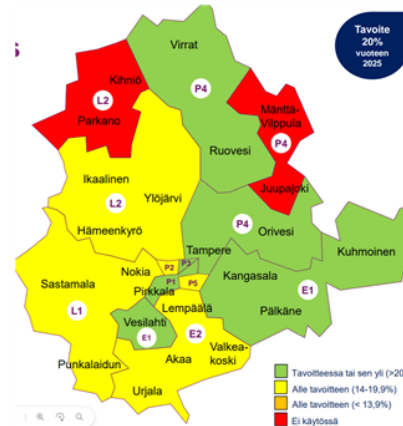 s
Tavoite
20%
vuoteen
2025
Virrat
Kihniö
L2
P4
Parkano
Mänttä-
Vilppula
P4
Ruovesi
Juupajoki
Ikaalinen
L2
Ylöjärvi
P4
Hämeenkyrö
Orivesi
Kuhmoinen
Tampere
Nokia
P2
P3
Kangasala
Sastamala
Pirkkala
P1
P5
E1
Lempäälä
Pälkäne
L1
Vesilahti
E1
E2
Valkea-
koski
Akaa
Punkalaidun
Urjala
Tavoitteessa tai sen yli (>20
Alle tavoitteen (14-19,9%)
Alle tavoitteen (< 13,9%)
Ei käytössä